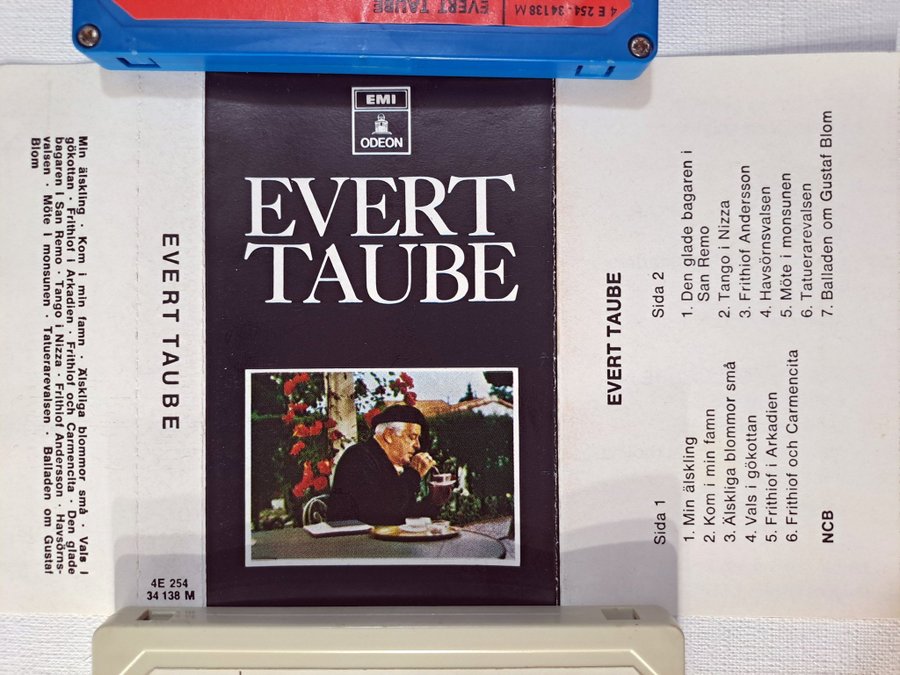 4 E 254 - 34138 M
EVERT TAUBE
EMI
ODEON
EVERT
TAUBE
Min älskling · Kom i min famn · Älskliga blommor små · Vals i
gökottan · Frithiof i Arkadien · Frithiof och Carmencita · Den glade
bagaren i San Remo · Tango i Nizza · Frithiof Andersson · Havsörns-
valsen · Möte i monsunen · Tatuerarevalsen · Balladen om Gustaf
Blom
EVERT TAUBE
4E 254
34 138 M
EVERT TAUBE
Sida 1
1. Min älskling
2. Kom i min famn
3. Älskliga blommor små
4. Vals i gökottan
5. Frithiof i Arkadien
6. Frithiof och Carmencita
NCB
Sida 2
1. Den glade bagaren i
San Remo
2. Tango i Nizza
3. Frithiof Andersson
4. Havsörnsvalsen
5. Möte i monsunen
6. Tatuerarevalsen
7. Balladen om Gustaf Blom